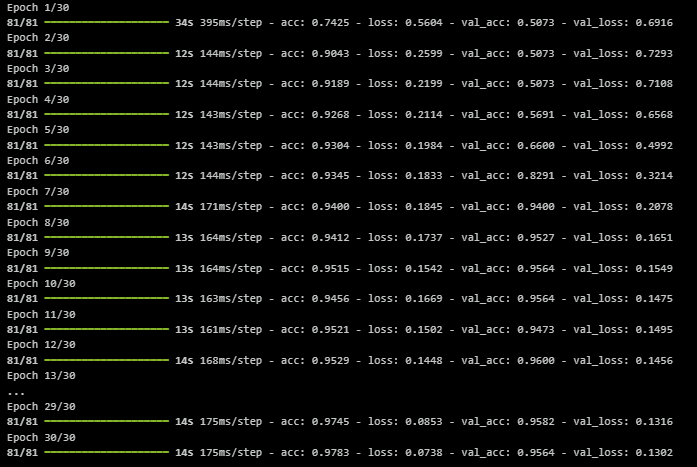 Epoch 1/30
81/81 ━━━━━━━━━━━━━━━━━━━━ 34s 395ms/step - acc: 0.7425 - loss: 0.5604 - val_acc: 0.5073 - val_loss: 0.6916
Epoch 2/30
81/81 ━━━━━━━━━━━━━━━━━━━━ 12s 144ms/step - acc: 0.9043 - loss: 0.2599 - val_acc: 0.5073 - val_loss: 0.7293
Epoch 3/30
81/81 ━━━━━━━━━━━━━━━━━━━━ 12s 144ms/step - acc: 0.9189 - loss: 0.2199 - val_acc: 0.5073 - val_loss: 0.7108
Epoch 4/30
81/81 ━━━━━━━━━━━━━━━━━━━━ 12s 143ms/step - acc: 0.9268 - loss: 0.2114 - val_acc: 0.5691 - val_loss: 0.6568
Epoch 5/30
81/81 ━━━━━━━━━━━━━━━━━━━━ 12s 143ms/step - acc: 0.9304 - loss: 0.1984 - val_acc: 0.6600 - val_loss: 0.4992
Epoch 6/30
81/81 ━━━━━━━━━━━━━━━━━━━━ 12s 144ms/step - acc: 0.9345 - loss: 0.1833 - val_acc: 0.8291 - val_loss: 0.3214
Epoch 7/30
81/81 ━━━━━━━━━━━━━━━━━━━━ 14s 171ms/step - acc: 0.9400 - loss: 0.1845 - val_acc: 0.9400 - val_loss: 0.2078
Epoch 8/30
81/81 ━━━━━━━━━━━━━━━━━━━━ 13s 164ms/step - acc: 0.9412 - loss: 0.1737 - val_acc: 0.9527 - val_loss: 0.1651
Epoch 9/30
81/81 ━━━━━━━━━━━━━━━━━━━━ 13s 164ms/step - acc: 0.9515 - loss: 0.1542 - val_acc: 0.9564 - val_loss: 0.1549
Epoch 10/30
81/81 ━━━━━━━━━━━━━━━━━━━━ 13s 163ms/step - acc: 0.9456 - loss: 0.1669 - val_acc: 0.9564 - val_loss: 0.1475
Epoch 11/30
81/81 ━━━━━━━━━━━━━━━━━━━━ 13s 161ms/step - acc: 0.9521 - loss: 0.1502 - val_acc: 0.9473 - val_loss: 0.1495
Epoch 12/30
81/81 ━━━━━━━━━━━━━━━━━━━━ 14s 168ms/step - acc: 0.9529 - loss: 0.1448 - val_acc: 0.9600 - val_loss: 0.1456
Epoch 13/30
...
Epoch 29/30
81/81 ━━━━━━━━━━━━━━━━━━━━ 14s 175ms/step - acc: 0.9745 - loss: 0.0853 - val_acc: 0.9582 - val_loss: 0.1316
Epoch 30/30
81/81 ━━━━━━━━━━━━━━━━━━━━ 14s 175ms/step - acc: 0.9783 - loss: 0.0738 - val_acc: 0.9564 - val_loss: 0.1302